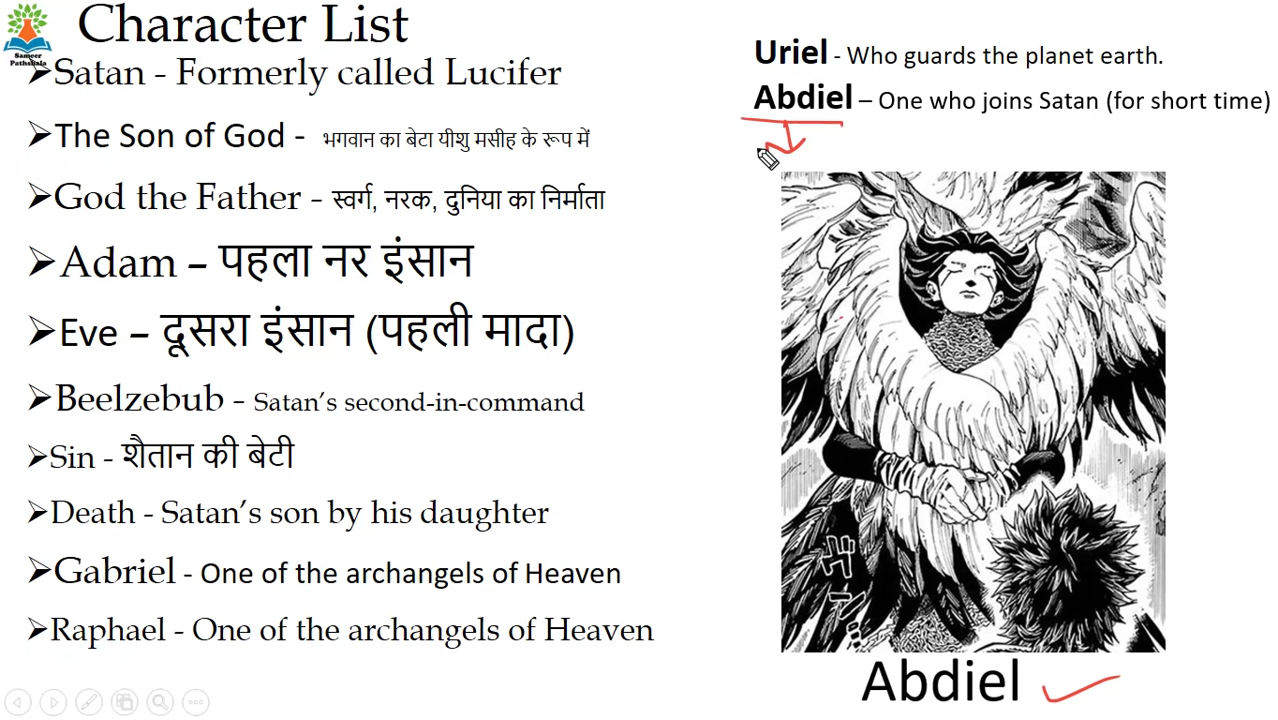 Character List
Sameer
Pathshala
➢Satan - Formerly called Lucifer
➢The Son of God - भगवान का बेटा यीशु मसीह के रूप में
➢God the Father – स्वर्ग, नरक, दुनिया का निर्माता
➢Adam – पहला नर इंसान
➢Eve – दूसरा इंसान (पहली मादा)
➢Beelzebub - Satan’s second-in-command
➢Sin - शैतान की बेटी
➢Death - Satan’s son by his daughter
➢Gabriel - One of the archangels of Heaven
➢Raphael - One of the archangels of Heaven
Uriel - Who guards the planet earth.
Abdiel – One who joins Satan (for short time)
Abdiel